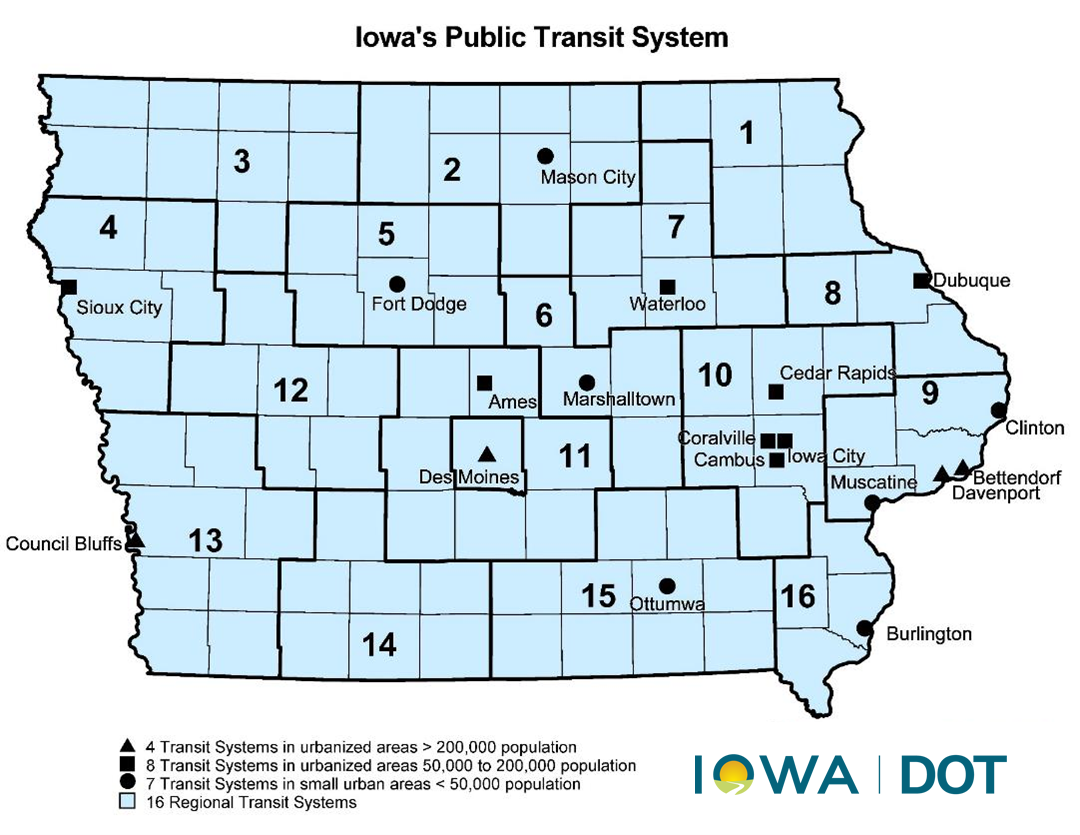 Iowa's Public Transit System
1
2
Mason City
3
4
5
7
Fort Dodge
Sioux City
6
Waterloo
8
Dubuque
12
Ames
Marshalltown
10
Cedar Rapids
9
Clinton
Des Moines
11
Coralville
Cambus
Iowa City
Muscatine
Bettendorf
Davenport
Council Bluffs
13
14
15
Ottumwa
16
Burlington
4 Transit Systems in urbanized areas > 200,000 population
8 Transit Systems in urbanized areas 50,000 to 200,000 population
7 Transit Systems in small urban areas < 50,000 population
16 Regional Transit Systems
IOWA | DOT